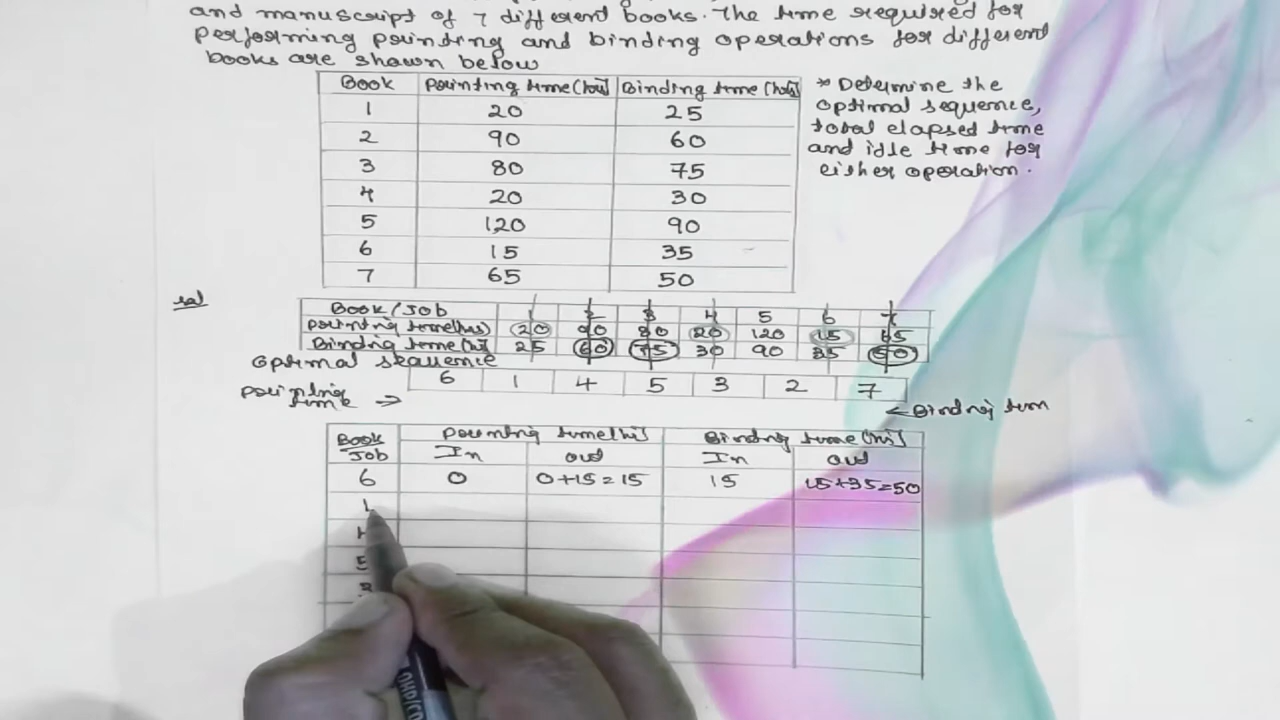 and manuscript of 7 different books. The time required for
performing printing and binding operations for different
books are shown below
Book Printing time (hrs) Binding time (hrs)
1 20 25
2 90 60
3 80 75
4 20 30
5 120 90
6 15 35
7 65 50
* Determine the
optimal sequence,
total elapsed time
and idle time for
either operation.
sol
Book/Job 1 2 3 4 5 6 7
printing time(hrs) 20 90 80 20 120 15 65
Binding time(h) 25 60 75 30 90 35 50
Optimal sequence
6 1 4 5 3 2 7
printing time → ← Binding tim
Book/Job Printing time(h) Binding time(hrs)
In out In out
6 0 0+15=15 15 15+35=50
1
5
3